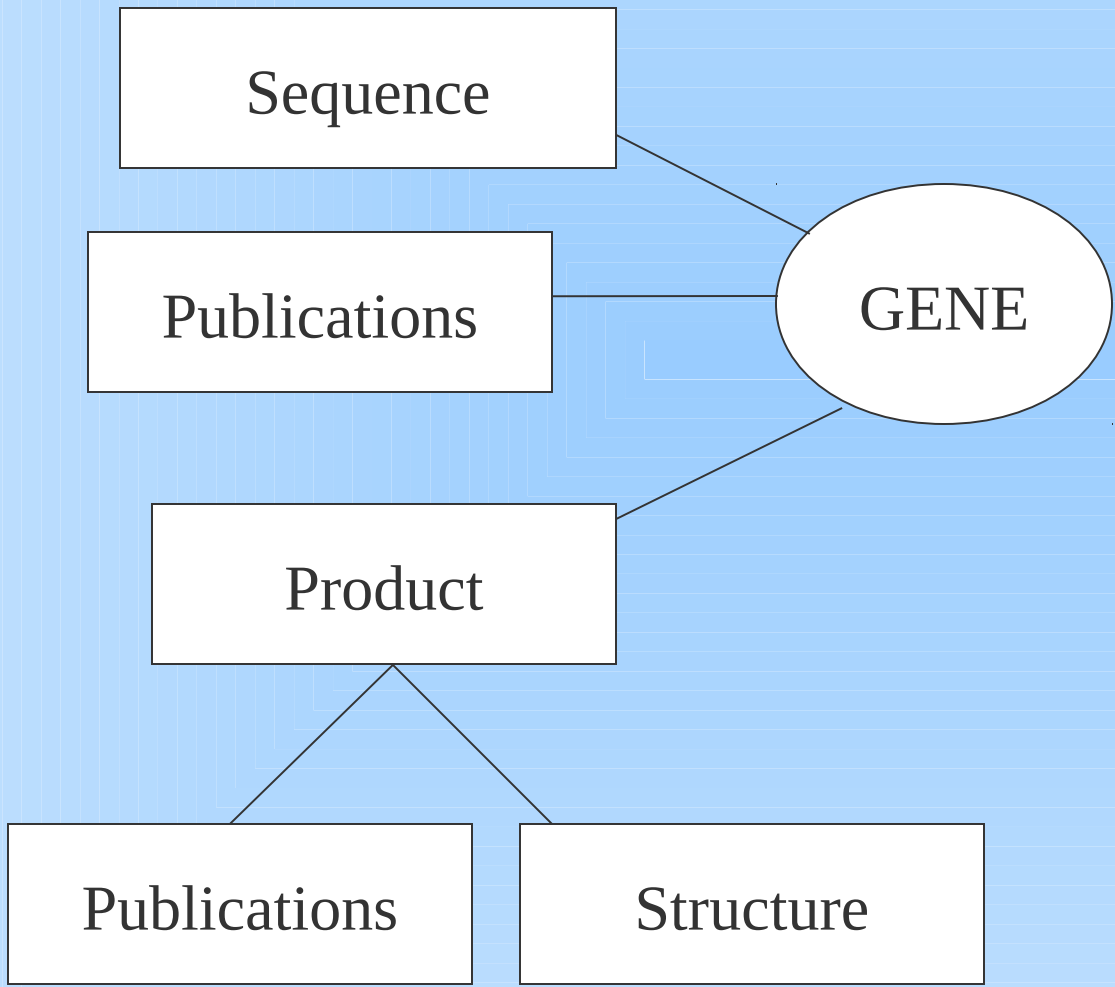 Sequence
Publications
GENE
Product
Publications
Structure